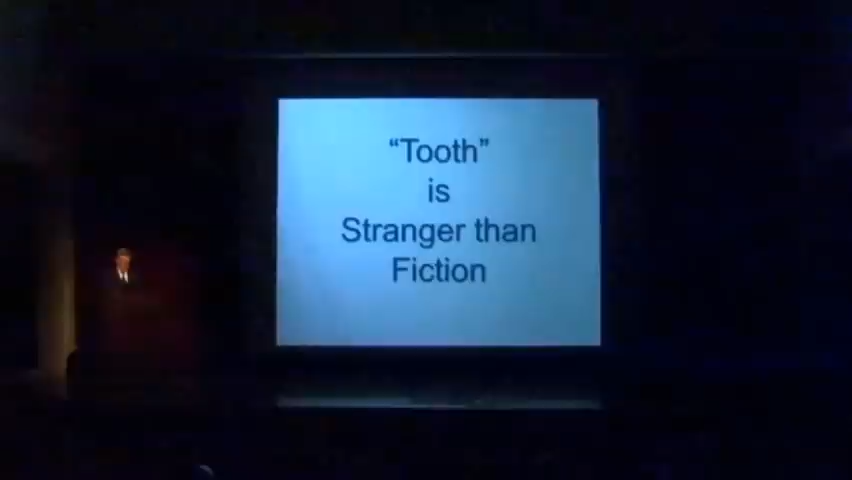 “Tooth”
is
Stranger than
Fiction